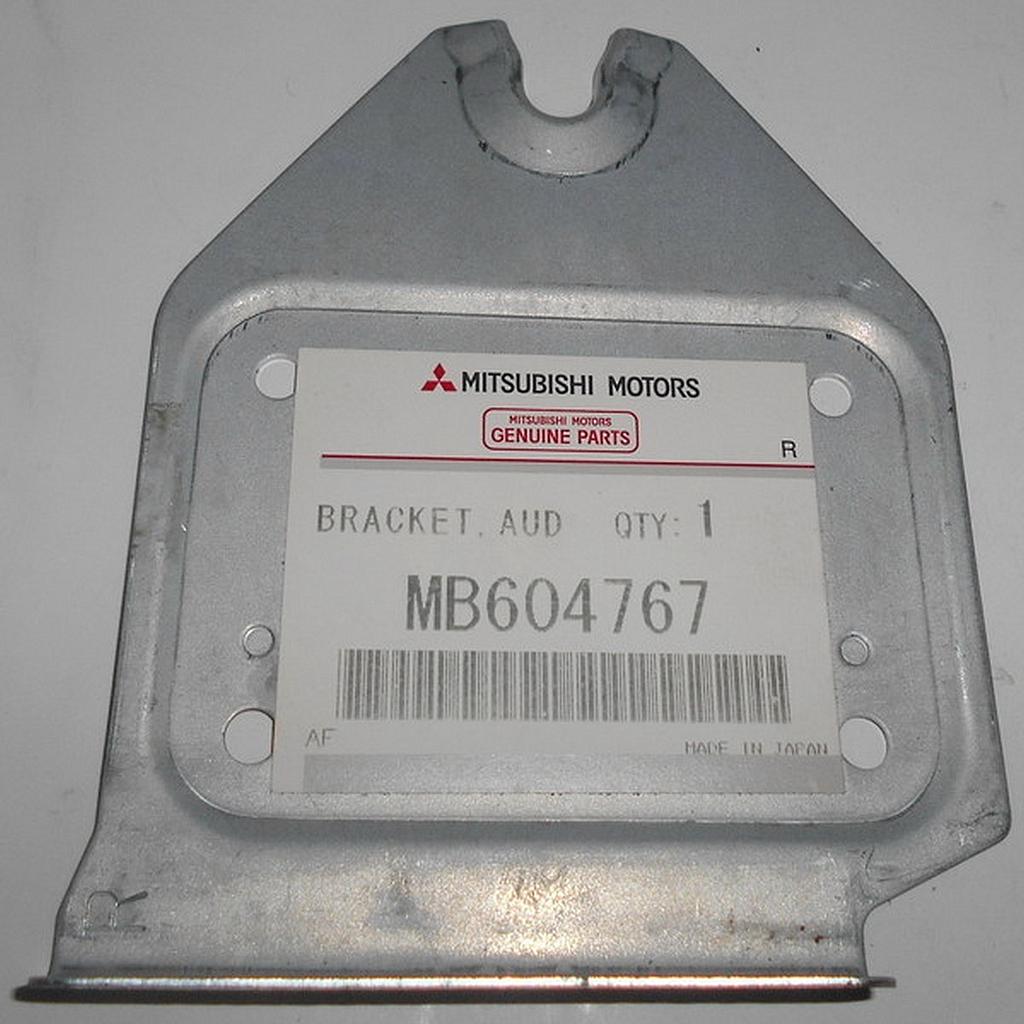 MITSUBISHI MOTORS
MITSUBISHI MOTORS
GENUINE PARTS
R
BRACKET, AUD QTY: 1
MB604767
AF
MADE IN JAPAN
R